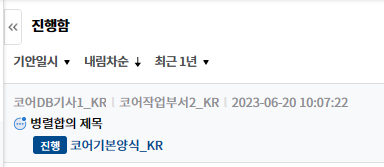 진행함
기안일시 ▼ 내림차순 ↓ 최근 1년 ▼
코어DB기사1_KR | 코어작업부서2_KR | 2023-06-20 10:07:22
병렬합의 제목
진행 코어기본양식_KR